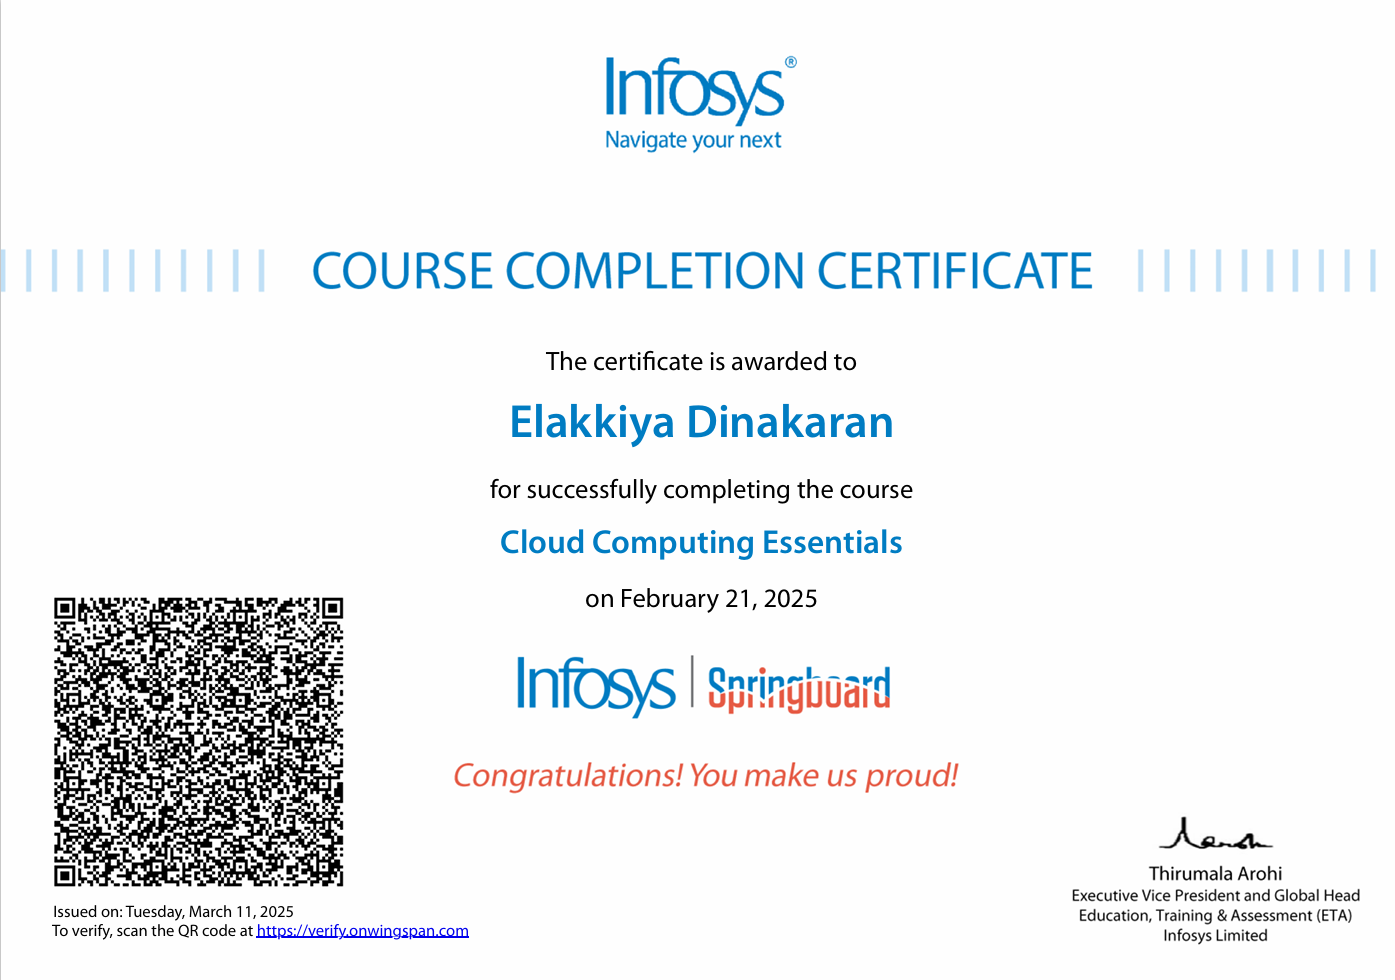 Infosys®
Navigate your next
COURSE COMPLETION CERTIFICATE
The certificate is awarded to
Elakkiya Dinakaran
for successfully completing the course
Cloud Computing Essentials
on February 21, 2025
Infosys | Springboard
Congratulations! You make us proud!
Thirumala Arohi
Executive Vice President and Global Head
Education, Training & Assessment (ETA)
Infosys Limited
Issued on: Tuesday, March 11, 2025
To verify, scan the QR code at https://verify.onwingspan.com